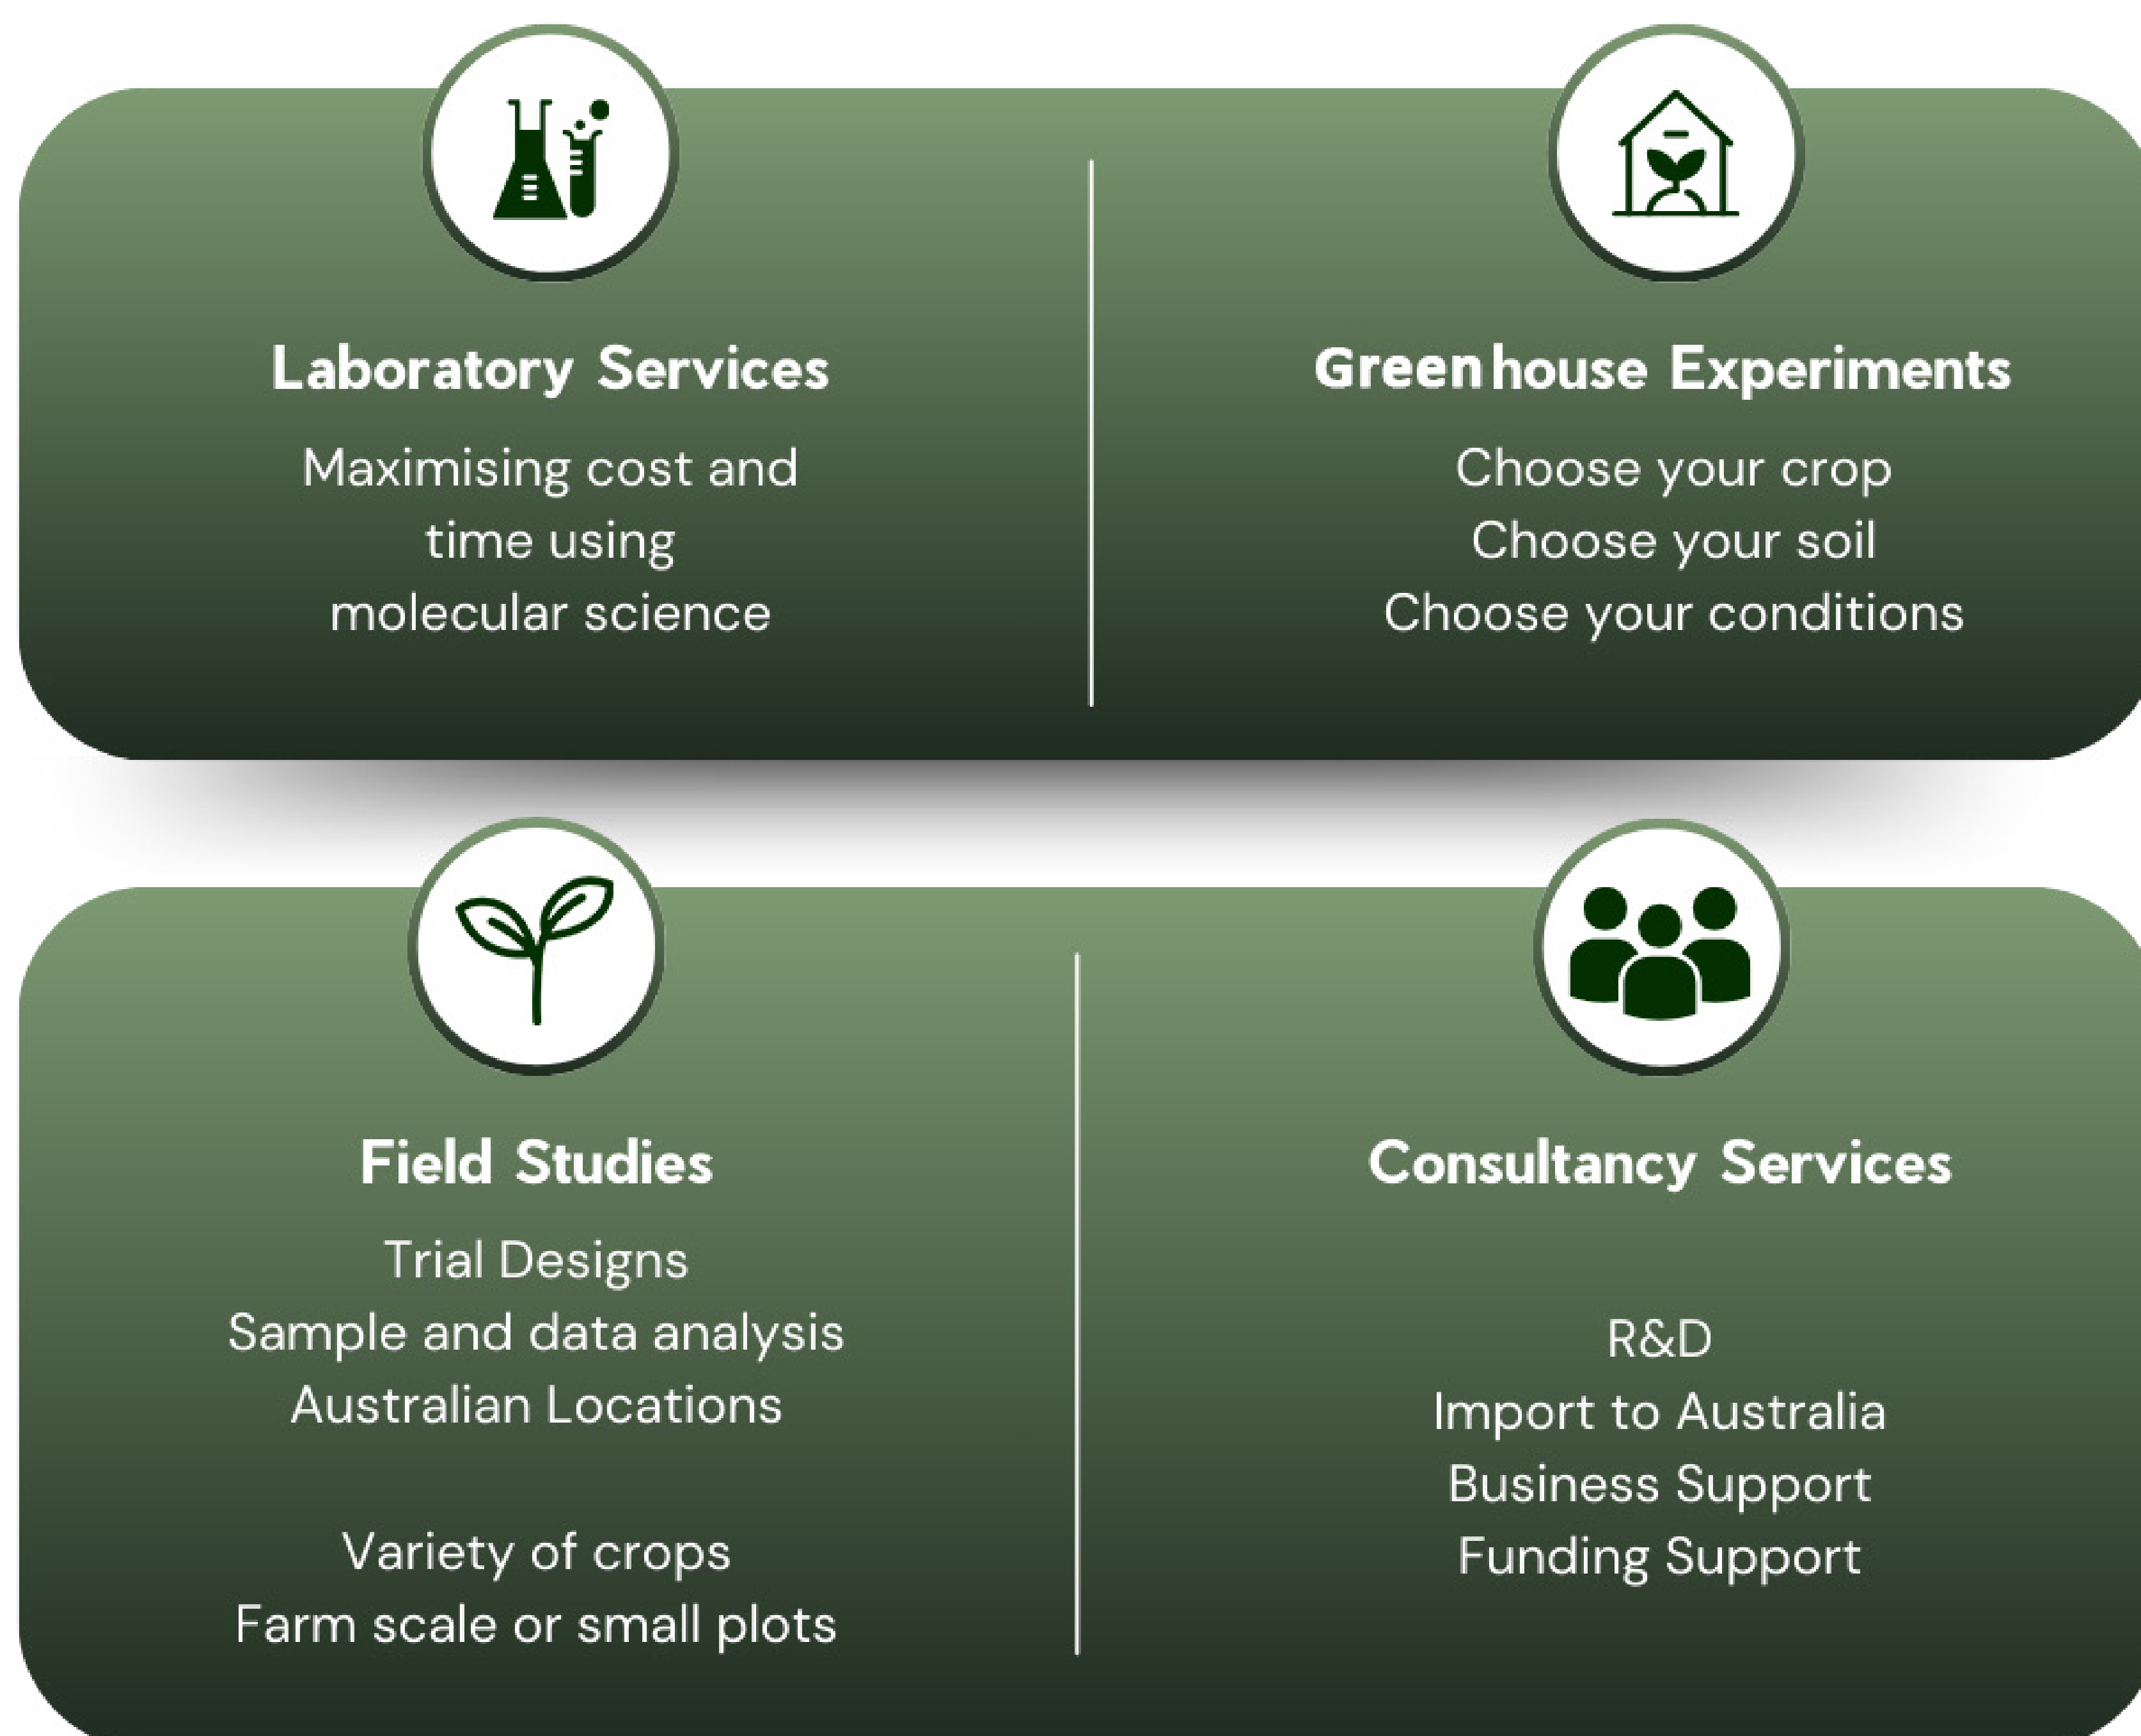 Laboratory Services
Maximising cost and
time using
molecular science
Greenhouse Experiments
Choose your crop
Choose your soil
Choose your conditions
Field Studies
Trial Designs
Sample and data analysis
Australian Locations
Variety of crops
Farm scale or small plots
Consultancy Services
R&D
Import to Australia
Business Support
Funding Support